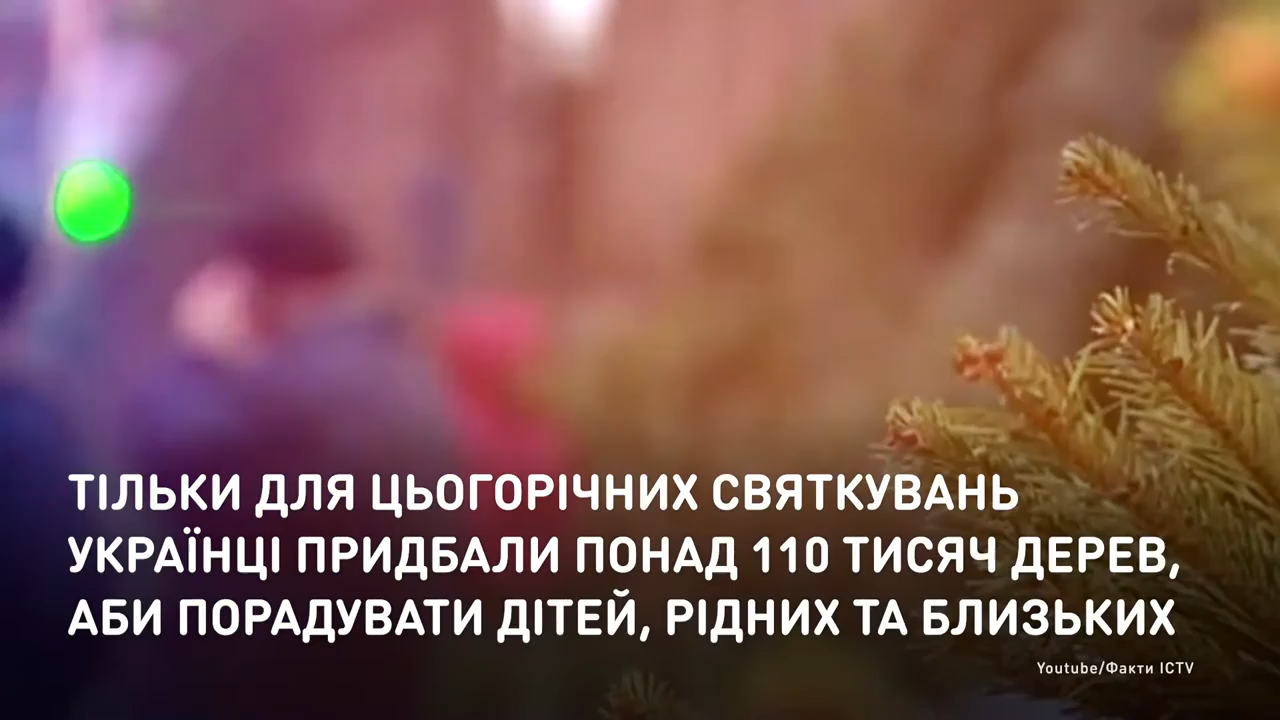 ТІЛЬКИ ДЛЯ ЦЬОГОРІЧНИХ СВЯТКУВАНЬ
УКРАЇНЦІ ПРИДБАЛИ ПОНАД 110 ТИСЯЧ ДЕРЕВ,
АБИ ПОРАДУВАТИ ДІТЕЙ, РІДНИХ ТА БЛИЗЬКИХ
Youtube/Факти ICTV